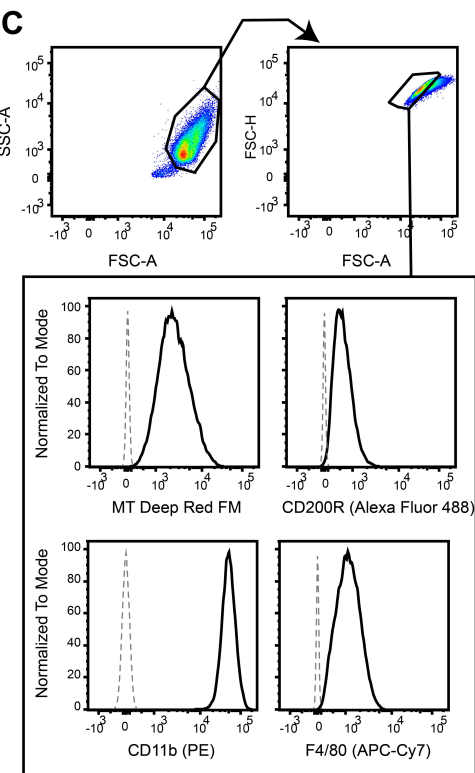 C
10^5 10^4 10^3 0 -10^3
SSC-A
-10^3 0 10^3 10^4 10^5
FSC-A
10^5 10^4 10^3 0 -10^3
FSC-H
-10^3 0 10^3 10^4 10^5
FSC-A
Normalized To Mode
100 80 60 40 20 0
-10^3 0 10^3 10^4 10^5
MT Deep Red FM
-10^3 0 10^3 10^4 10^5
CD200R (Alexa Fluor 488)
Normalized To Mode
100 80 60 40 20 0
-10^3 0 10^3 10^4 10^5
CD11b (PE)
-10^3 0 10^3 10^4 10^5
F4/80 (APC-Cy7)